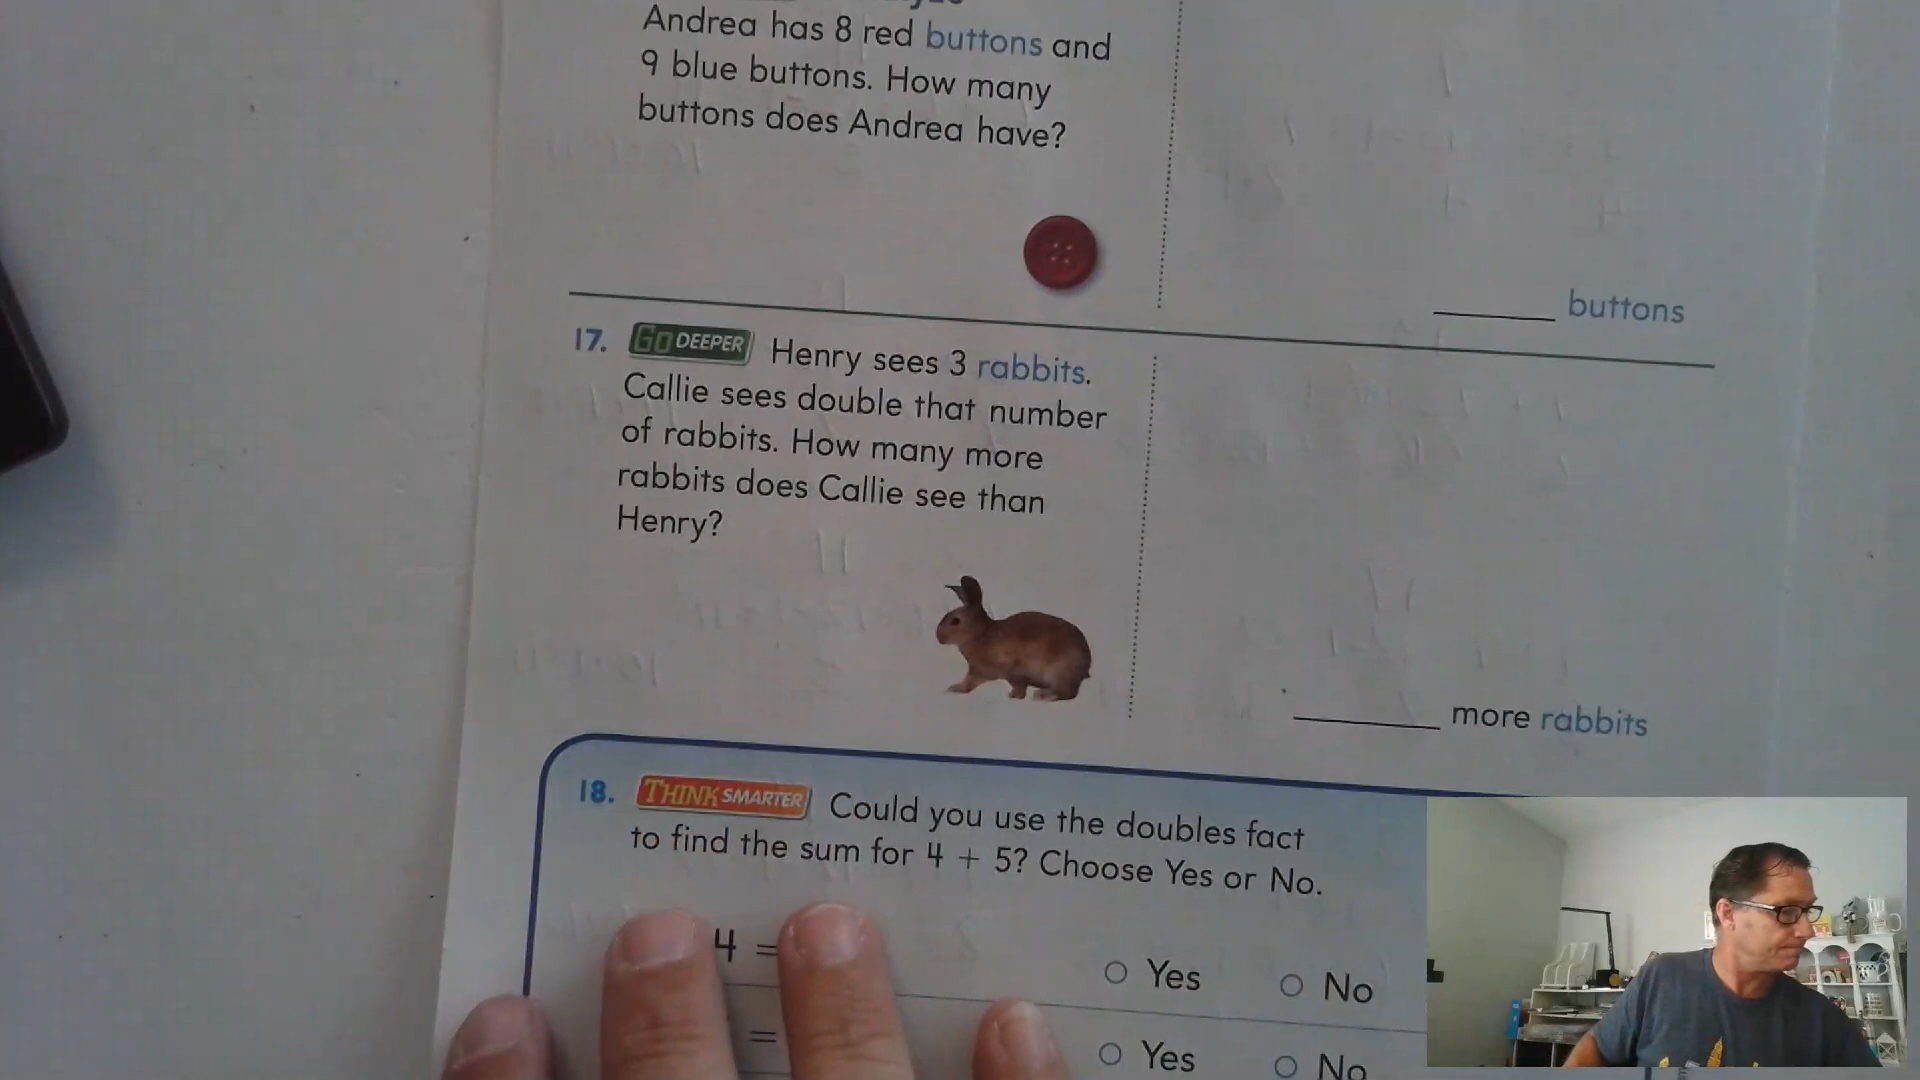 Andrea has 8 red buttons and
9 blue buttons. How many
buttons does Andrea have?
buttons
17. GO DEEPER Henry sees 3 rabbits.
Callie sees double that number
of rabbits. How many more
rabbits does Callie see than
Henry?
more rabbits
18. THINK SMARTER Could you use the doubles fact
to find the sum for 4 + 5? Choose Yes or No.
4 =
Yes No
=
Yes No